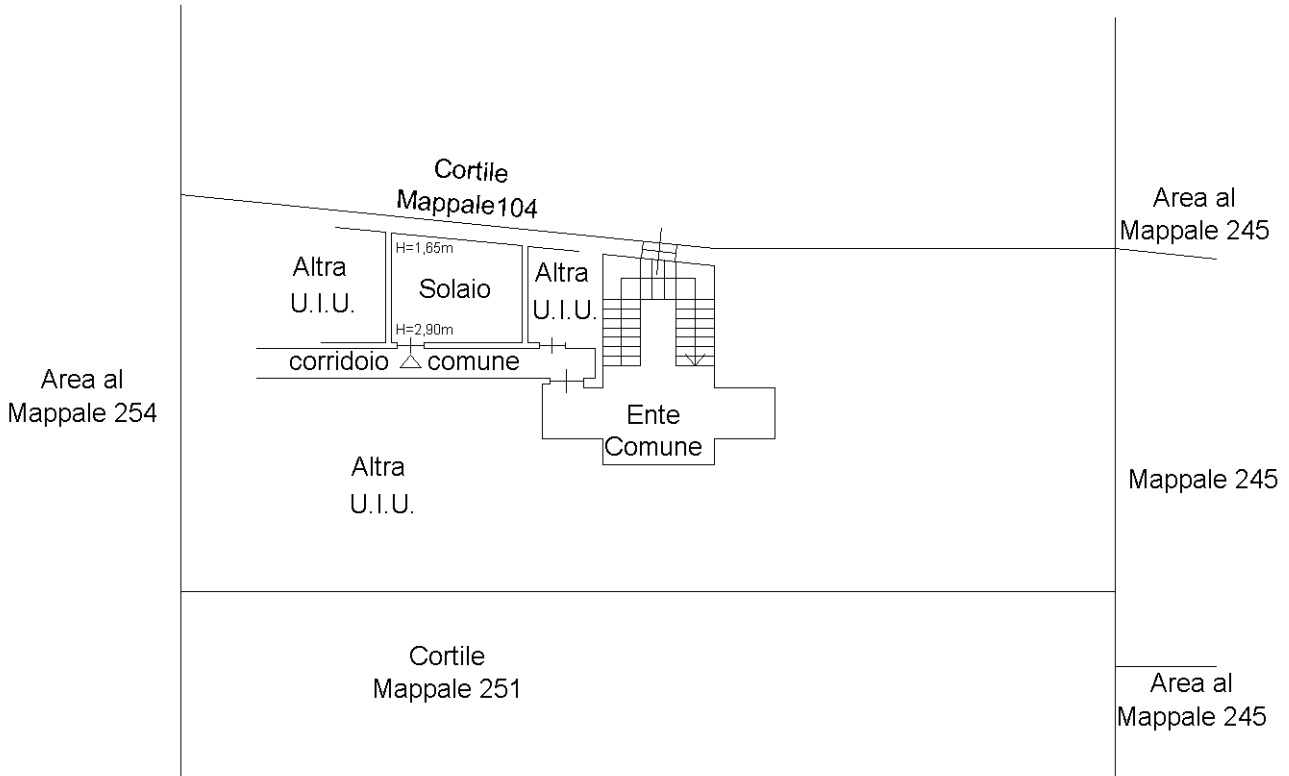 Cortile
Mappale104
Area al
Mappale 245
H=1,65m
Altra
U.I.U.
Solaio
Altra
U.I.U.
H=2,90m
corridoio comune
Area al
Mappale 254
Ente
Comune
Altra
U.I.U.
Mappale 245
Cortile
Mappale 251
Area al
Mappale 245